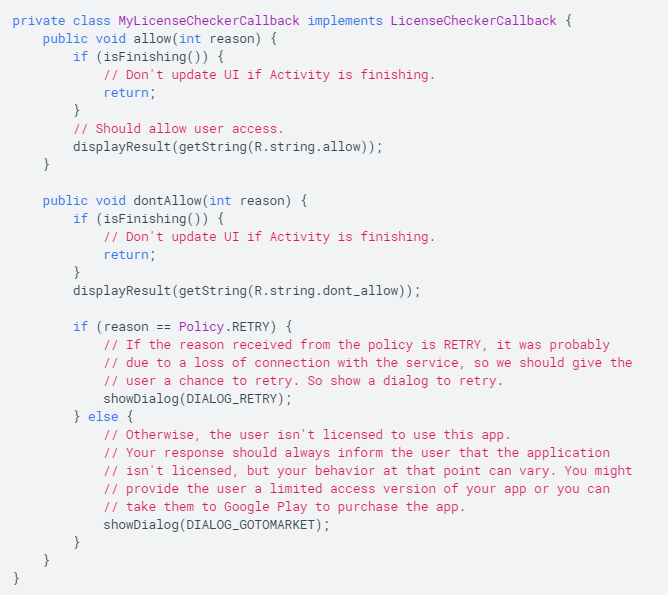 private class MyLicenseCheckerCallback implements LicenseCheckerCallback {
    public void allow(int reason) {
        if (isFinishing()) {
            // Don't update UI if Activity is finishing.
            return;
        }
        // Should allow user access.
        displayResult(getString(R.string.allow));
    }

    public void dontAllow(int reason) {
        if (isFinishing()) {
            // Don't update UI if Activity is finishing.
            return;
        }
        displayResult(getString(R.string.dont_allow));

        if (reason == Policy.RETRY) {
            // If the reason received from the policy is RETRY, it was probably
            // due to a loss of connection with the service, so we should give the
            // user a chance to retry. So show a dialog to retry.
            showDialog(DIALOG_RETRY);
        } else {
            // Otherwise, the user isn't licensed to use this app.
            // Your response should always inform the user that the application
            // isn't licensed, but your behavior at that point can vary. You might
            // provide the user a limited access version of your app or you can
            // take them to Google Play to purchase the app.
            showDialog(DIALOG_GOTOMARKET);
        }
    }
}